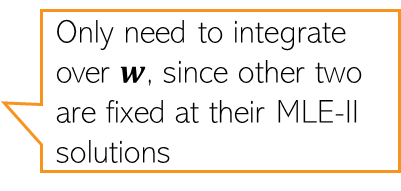 Only need to integrate
over w, since other two
are fixed at their MLE-II
solutions